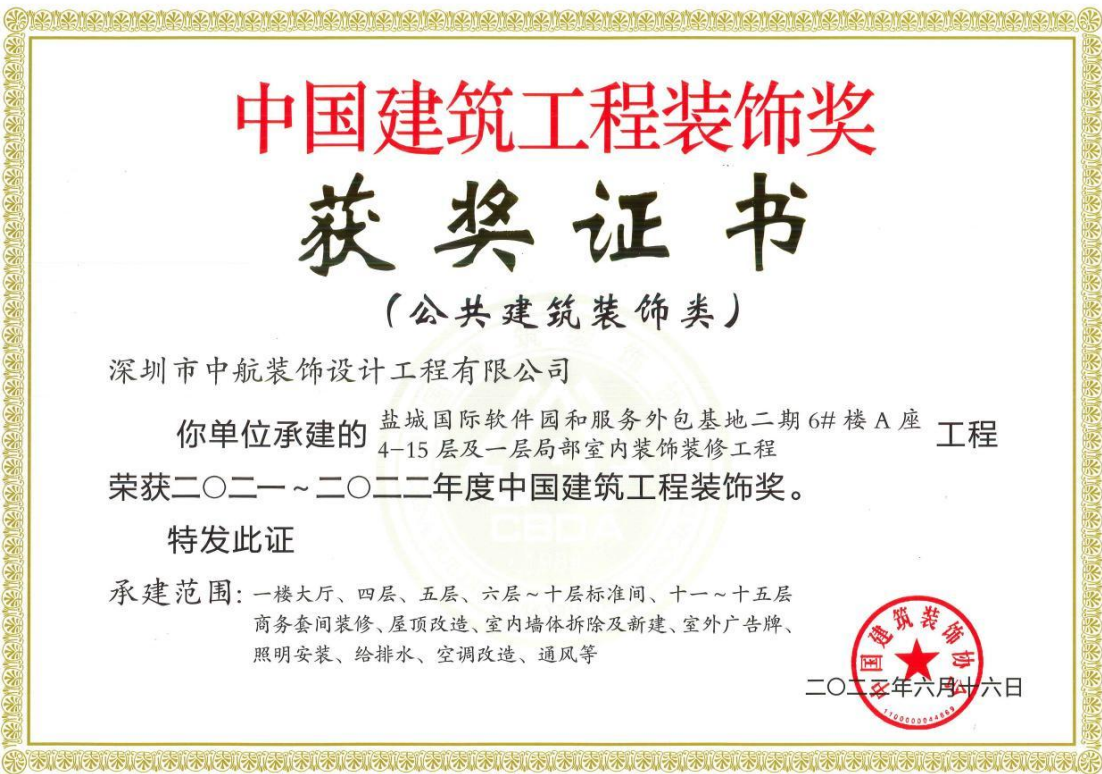 中国建筑工程装饰奖
获奖证书
(公共建筑装饰类)
深圳市中航装饰设计工程有限公司
你单位承建的 盐城国际软件园和服务外包基地二期 6# 楼 A 座 工程
4-15 层及一层局部室内装饰装修工程
荣获二〇二一~二〇二二年度中国建筑工程装饰奖。
特发此证
承建范围: 一楼大厅、四层、五层、六层~十层标准间、十一~十五层
商务套间装修、屋顶改造、室内墙体拆除及新建、室外广告牌、
照明安装、给排水、空调改造、通风等
中国建筑装饰协会
年六月十六日
CBDA